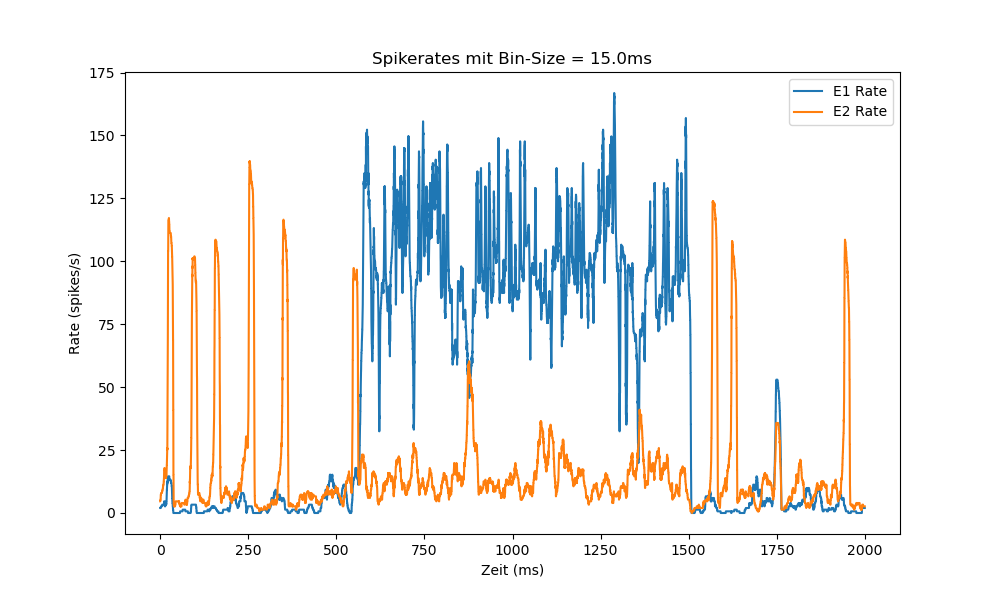 Spikerates mit Bin-Size = 15.0ms
E1 Rate
E2 Rate
Rate (spikes/s)
175
150
125
100
75
50
25
0
0 250 500 750 1000 1250 1500 1750 2000
Zeit (ms)